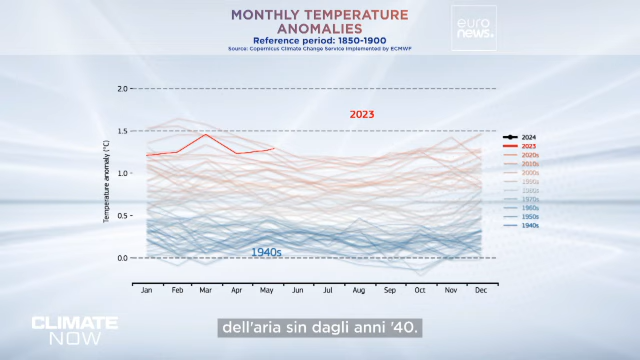 MONTHLY TEMPERATURE
ANOMALIES
Reference period: 1850-1900
Source: Copernicus Climate Change Service implemented by ECMWF
euro
news.
2.0
2023
1.5
1.0
0.5
0.0
Temperature anomaly (°C)
1940s
2024
2023
2020s
2010s
2000s
1990s
1980s
1970s
1960s
1950s
1940s
Jan Feb Mar Apr May Jun Jul Aug Sep Oct Nov Dec
CLIMATE
NOW
dell'aria sin dagli anni '40.